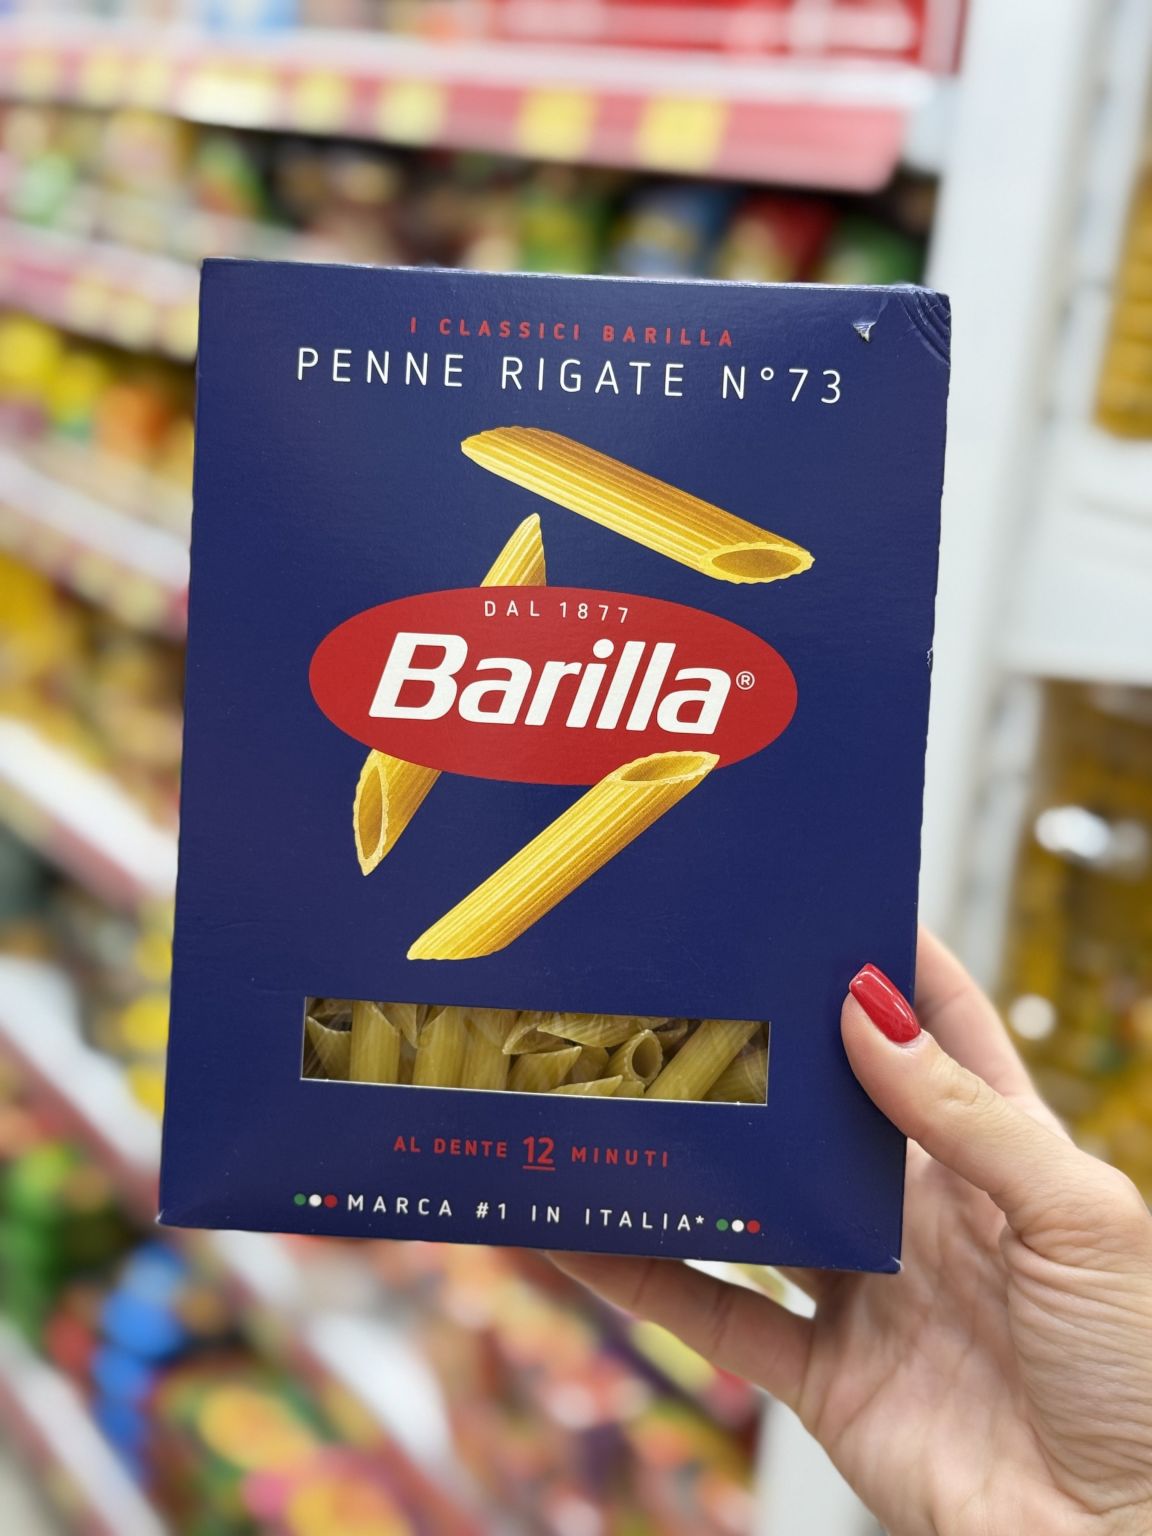 I CLASSICI BARILLA
PENNE RIGATE N°73
DAL 1877
Barilla®
AL DENTE 12 MINUTI
MARCA #1 IN ITALIA*